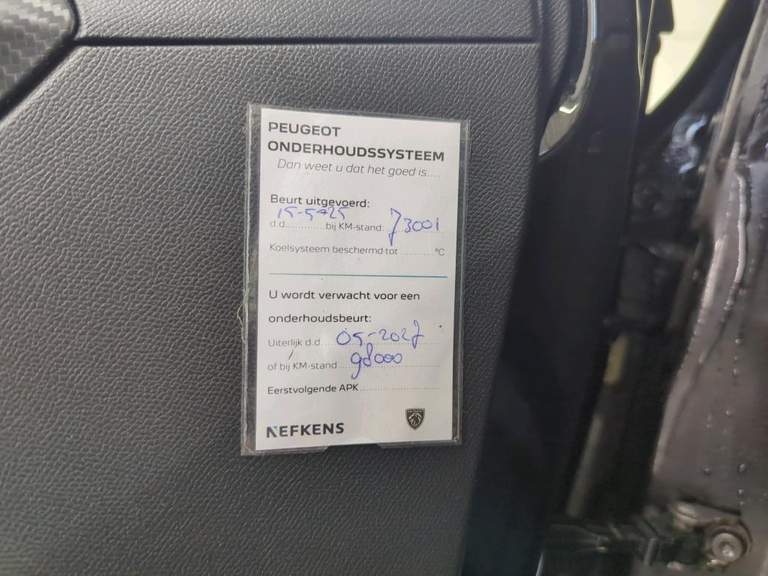 PEUGEOT
ONDERHOUDSSYSTEEM
Dan weet u dat het goed is....
Beurt uitgevoerd:
d.d. 15-5-25 bij KM-stand: 73001
Koelsysteem beschermd tot ........... °C
U wordt verwacht voor een
onderhoudsbeurt:
Uiterlijk d.d. 05-2027
of bij KM-stand 98000
Eerstvolgende APK
NEFKENS